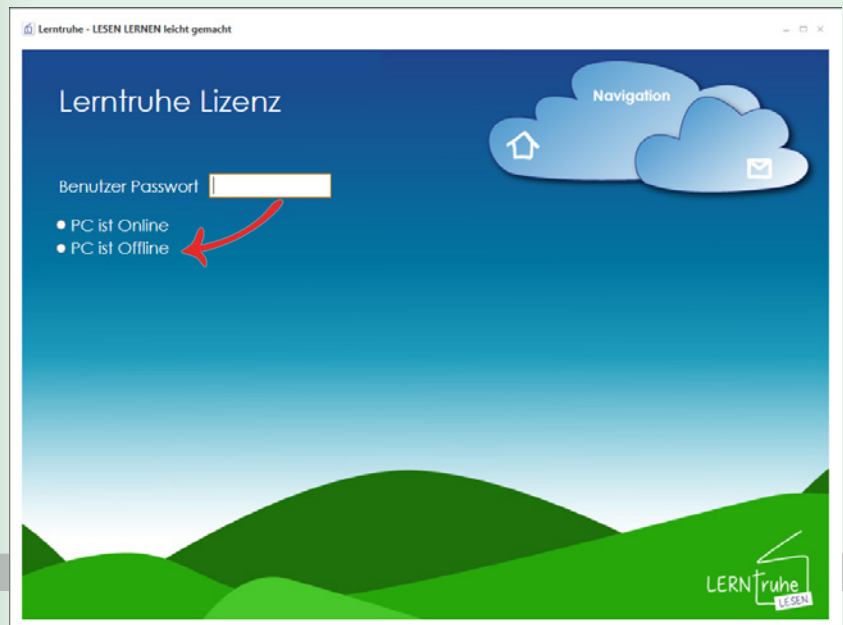 Lerntruhe - LESEN LERNEN leicht gemacht
Lerntruhe Lizenz
Navigation
Benutzer Passwort
PC ist Online
PC ist Offline
LERNTruhe
LESEN